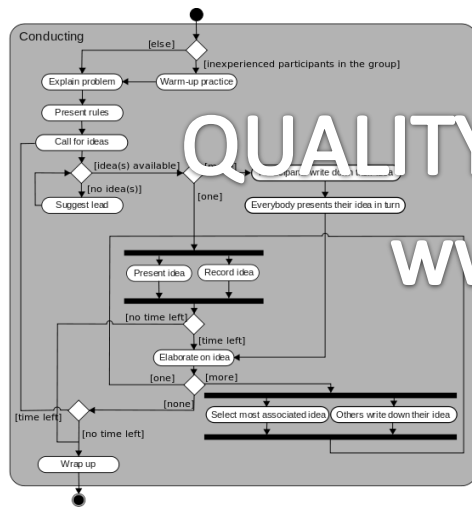 Conducting
[else]
[inexperienced participants in the group]
Explain problem
Warm-up practice
Present rules
Call for ideas
QUALITY
[idea(s) available]
write down
[no idea(s)]
[one]
Suggest lead
Everybody presents their idea in turn
Present idea
Record idea
[no time left]
[time left]
Elaborate on idea
[one]
[more]
[none]
[time left]
Select most associated idea
Others write down their idea
[no time left]
Wrap up